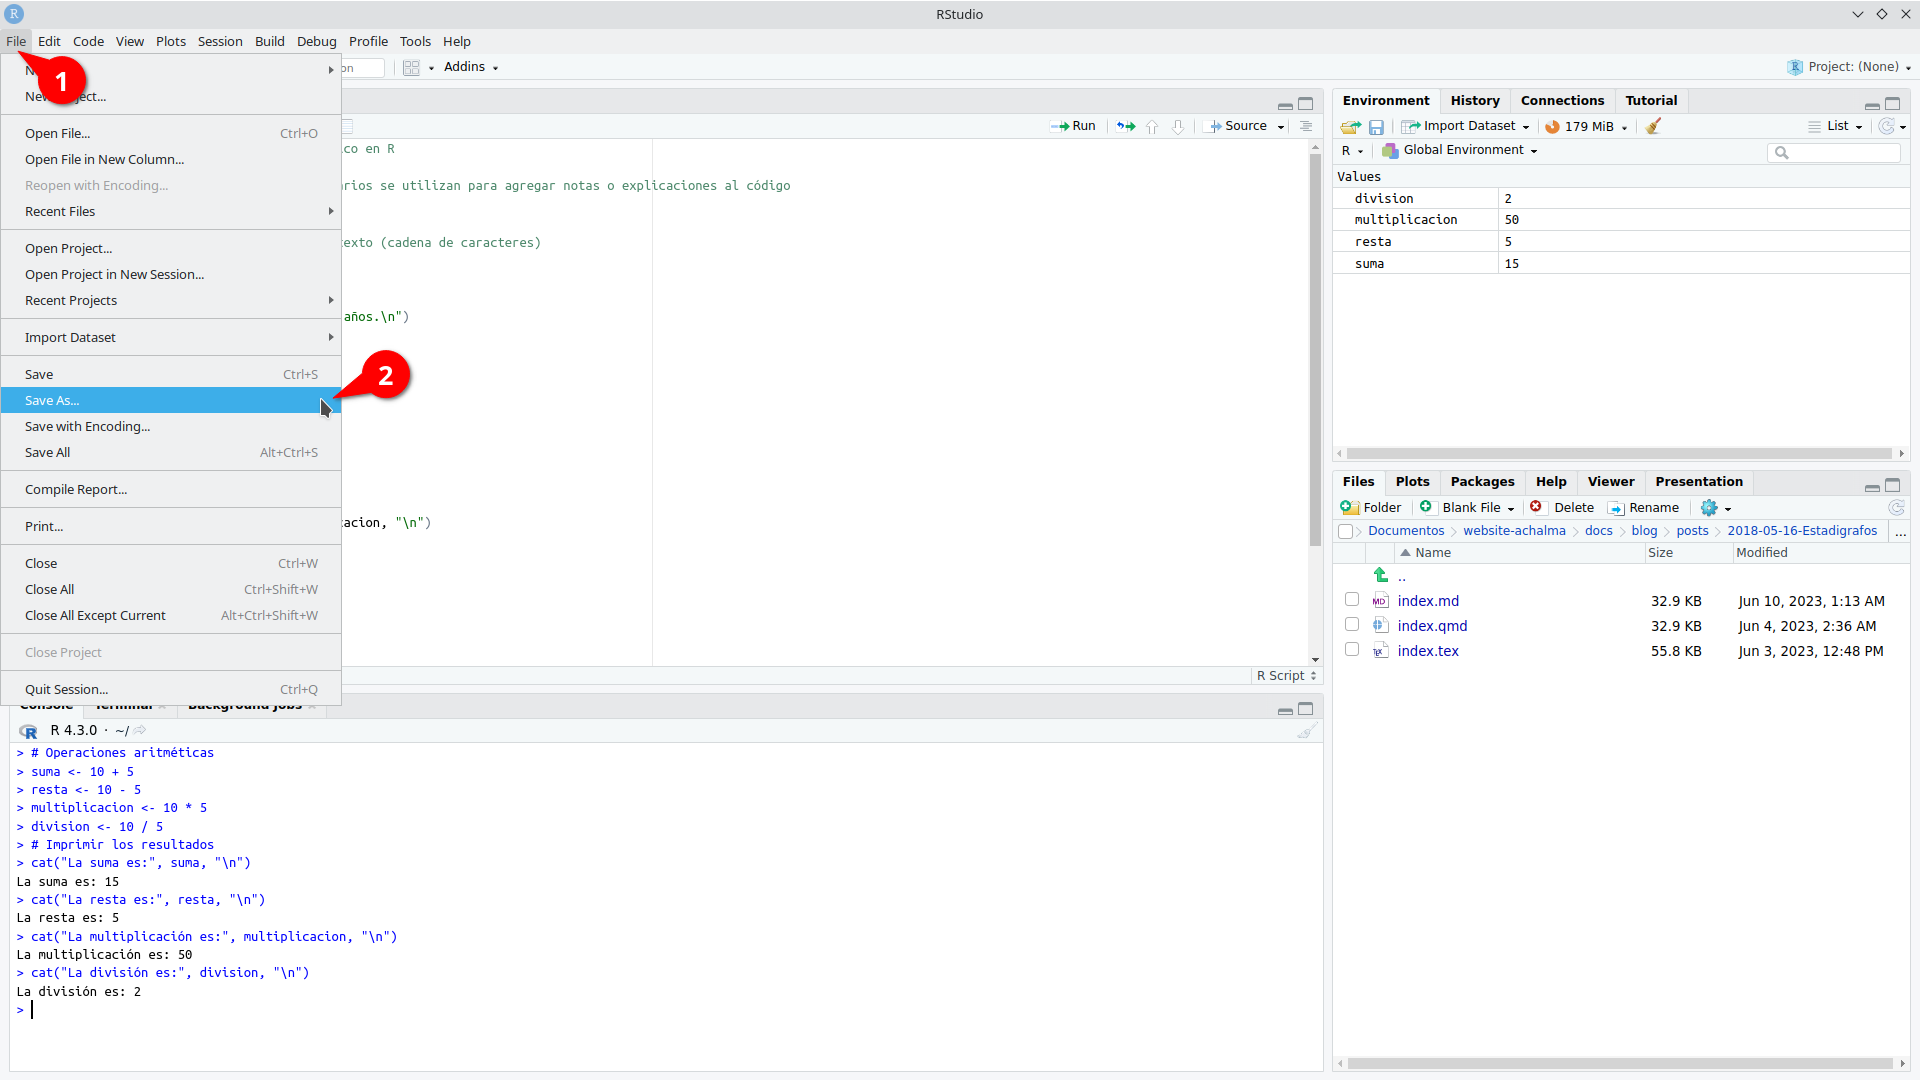 RStudio
File Edit Code View Plots Session Build Debug Profile Tools Help
1
Addins
Project: (None)
Open File... Ctrl+O
Open File in New Column...
Reopen with Encoding...
Recent Files
Open Project...
Open Project in New Session...
Recent Projects
Import Dataset
Save Ctrl+S
Save As...
2
Save with Encoding...
Save All Alt+Ctrl+S
Compile Report...
Print...
Close Ctrl+W
Close All Ctrl+Shift+W
Close All Except Current Alt+Ctrl+Shift+W
Close Project
Quit Session... Ctrl+Q
Run Source
co en R
rios se utilizan para agregar notas o explicaciones al código
exto (cadena de caracteres)
años.\n")
acion, "\n")
R Script
Console Terminal Background Jobs
R 4.3.0 · ~/
> # Operaciones aritméticas
> suma <- 10 + 5
> resta <- 10 - 5
> multiplicacion <- 10 * 5
> division <- 10 / 5
> # Imprimir los resultados
> cat("La suma es:", suma, "\n")
La suma es: 15
> cat("La resta es:", resta, "\n")
La resta es: 5
> cat("La multiplicación es:", multiplicacion, "\n")
La multiplicación es: 50
> cat("La división es:", division, "\n")
La división es: 2
>
Environment History Connections Tutorial
Import Dataset 179 MiB List
R Global Environment
Values
division 2
multiplicacion 50
resta 5
suma 15
Files Plots Packages Help Viewer Presentation
Folder Blank File Delete Rename
Documentos website-achalma docs blog posts 2018-05-16-Estadigrafos ...
Name Size Modified
..
index.md 32.9 KB Jun 10, 2023, 1:13 AM
index.qmd 32.9 KB Jun 4, 2023, 2:36 AM
index.tex 55.8 KB Jun 3, 2023, 12:48 PM